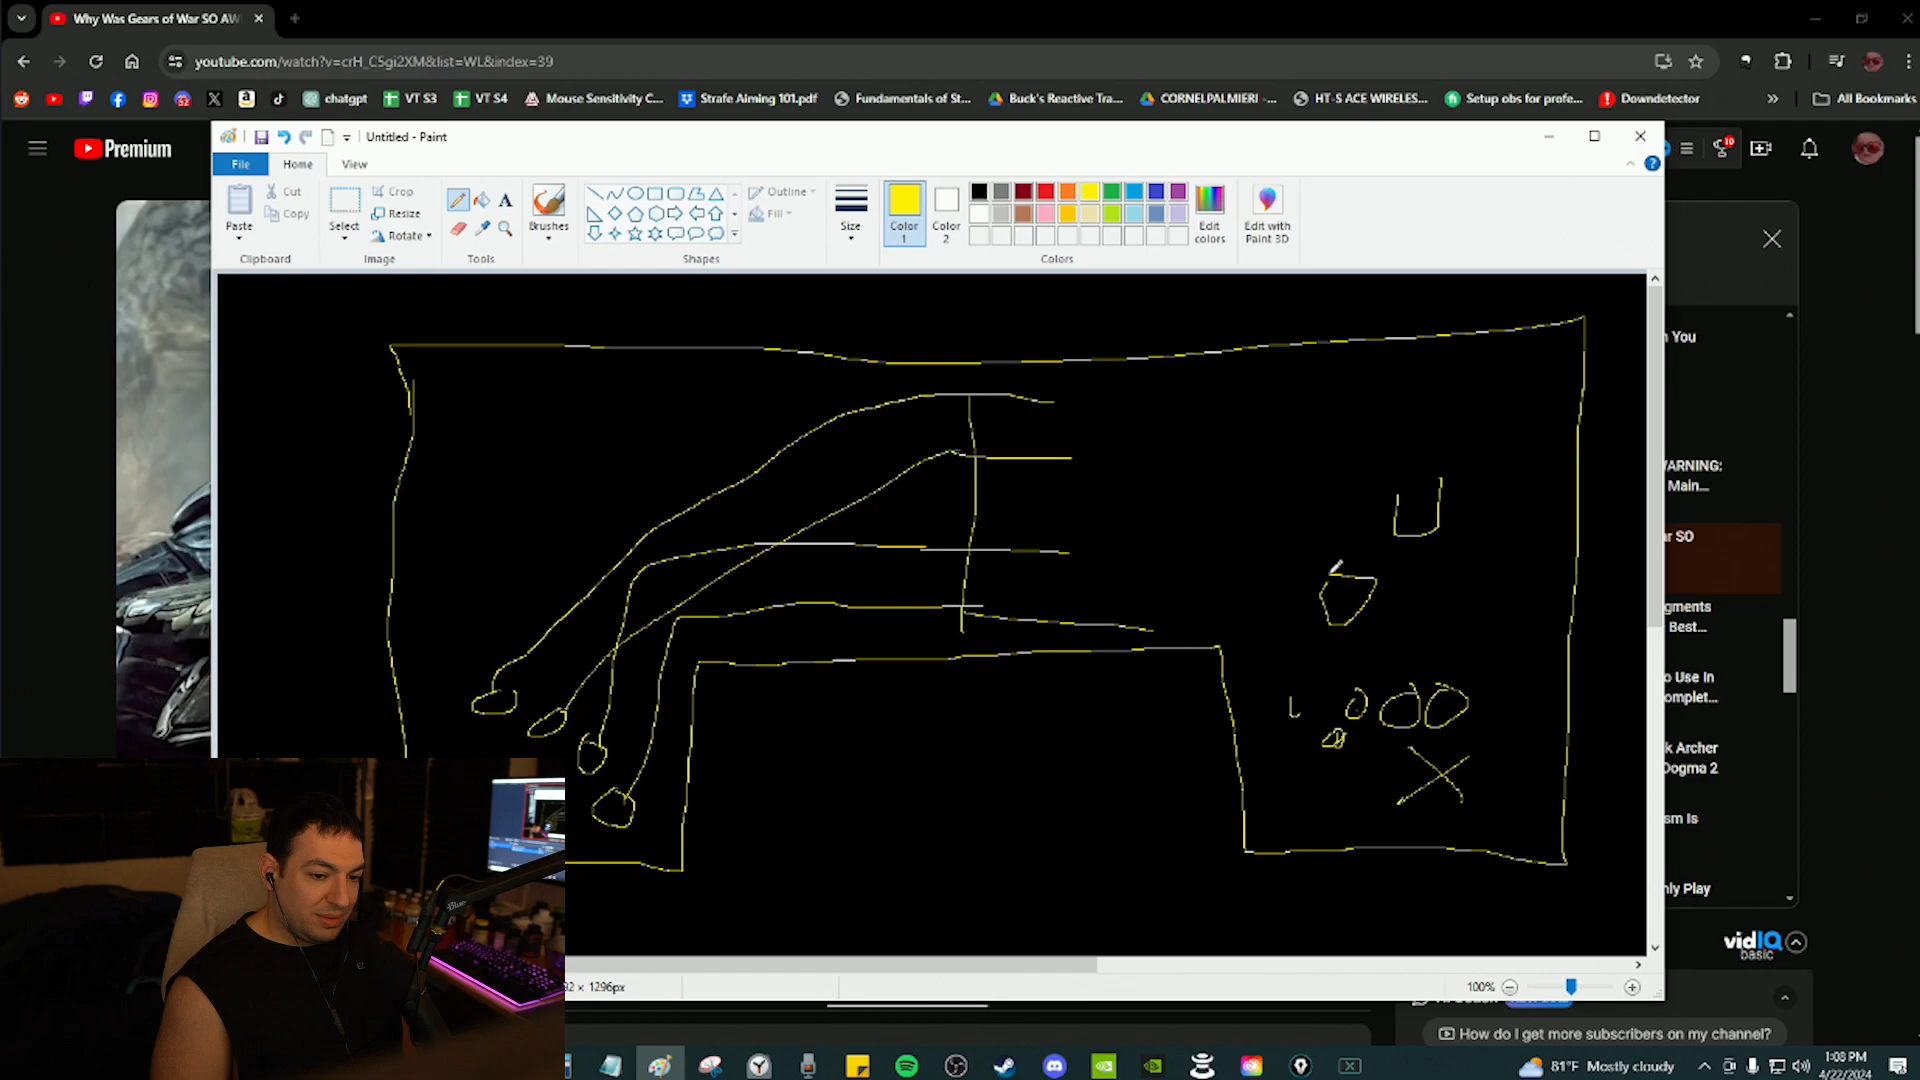 Why Was Gears of War SO AW
youtube.com/watch?v=crH_C5gi2XM&list=WL&index=39
chatgpt
VT S3
VT S4
Mouse Sensitivity C...
Strafe Aiming 101.pdf
Fundamentals of St...
Buck's Reactive Tra...
CORNELPALMIERI -...
HT-S ACE WIRELES...
Setup obs for profe...
Downdetector
All Bookmarks
Premium
10
Untitled - Paint
File
Home
View
Paste
Cut
Copy
Clipboard
Select
Crop
Resize
Rotate
Image
A
Tools
Brushes
Shapes
Outline
Fill
Size
Color
1
Color
2
Edit
colors
Edit with
Paint 3D
Colors
n You
/ARNING:
Main...
ar SO
gments
Best...
o Use In
omplet...
k Archer
Dogma 2
sm Is
nly Play
U
X
Blue
vidIQ
basic
92 × 1296px
100%
How do I get more subscribers on my channel?
81°F Mostly cloudy
1:08 PM
4/22/2024